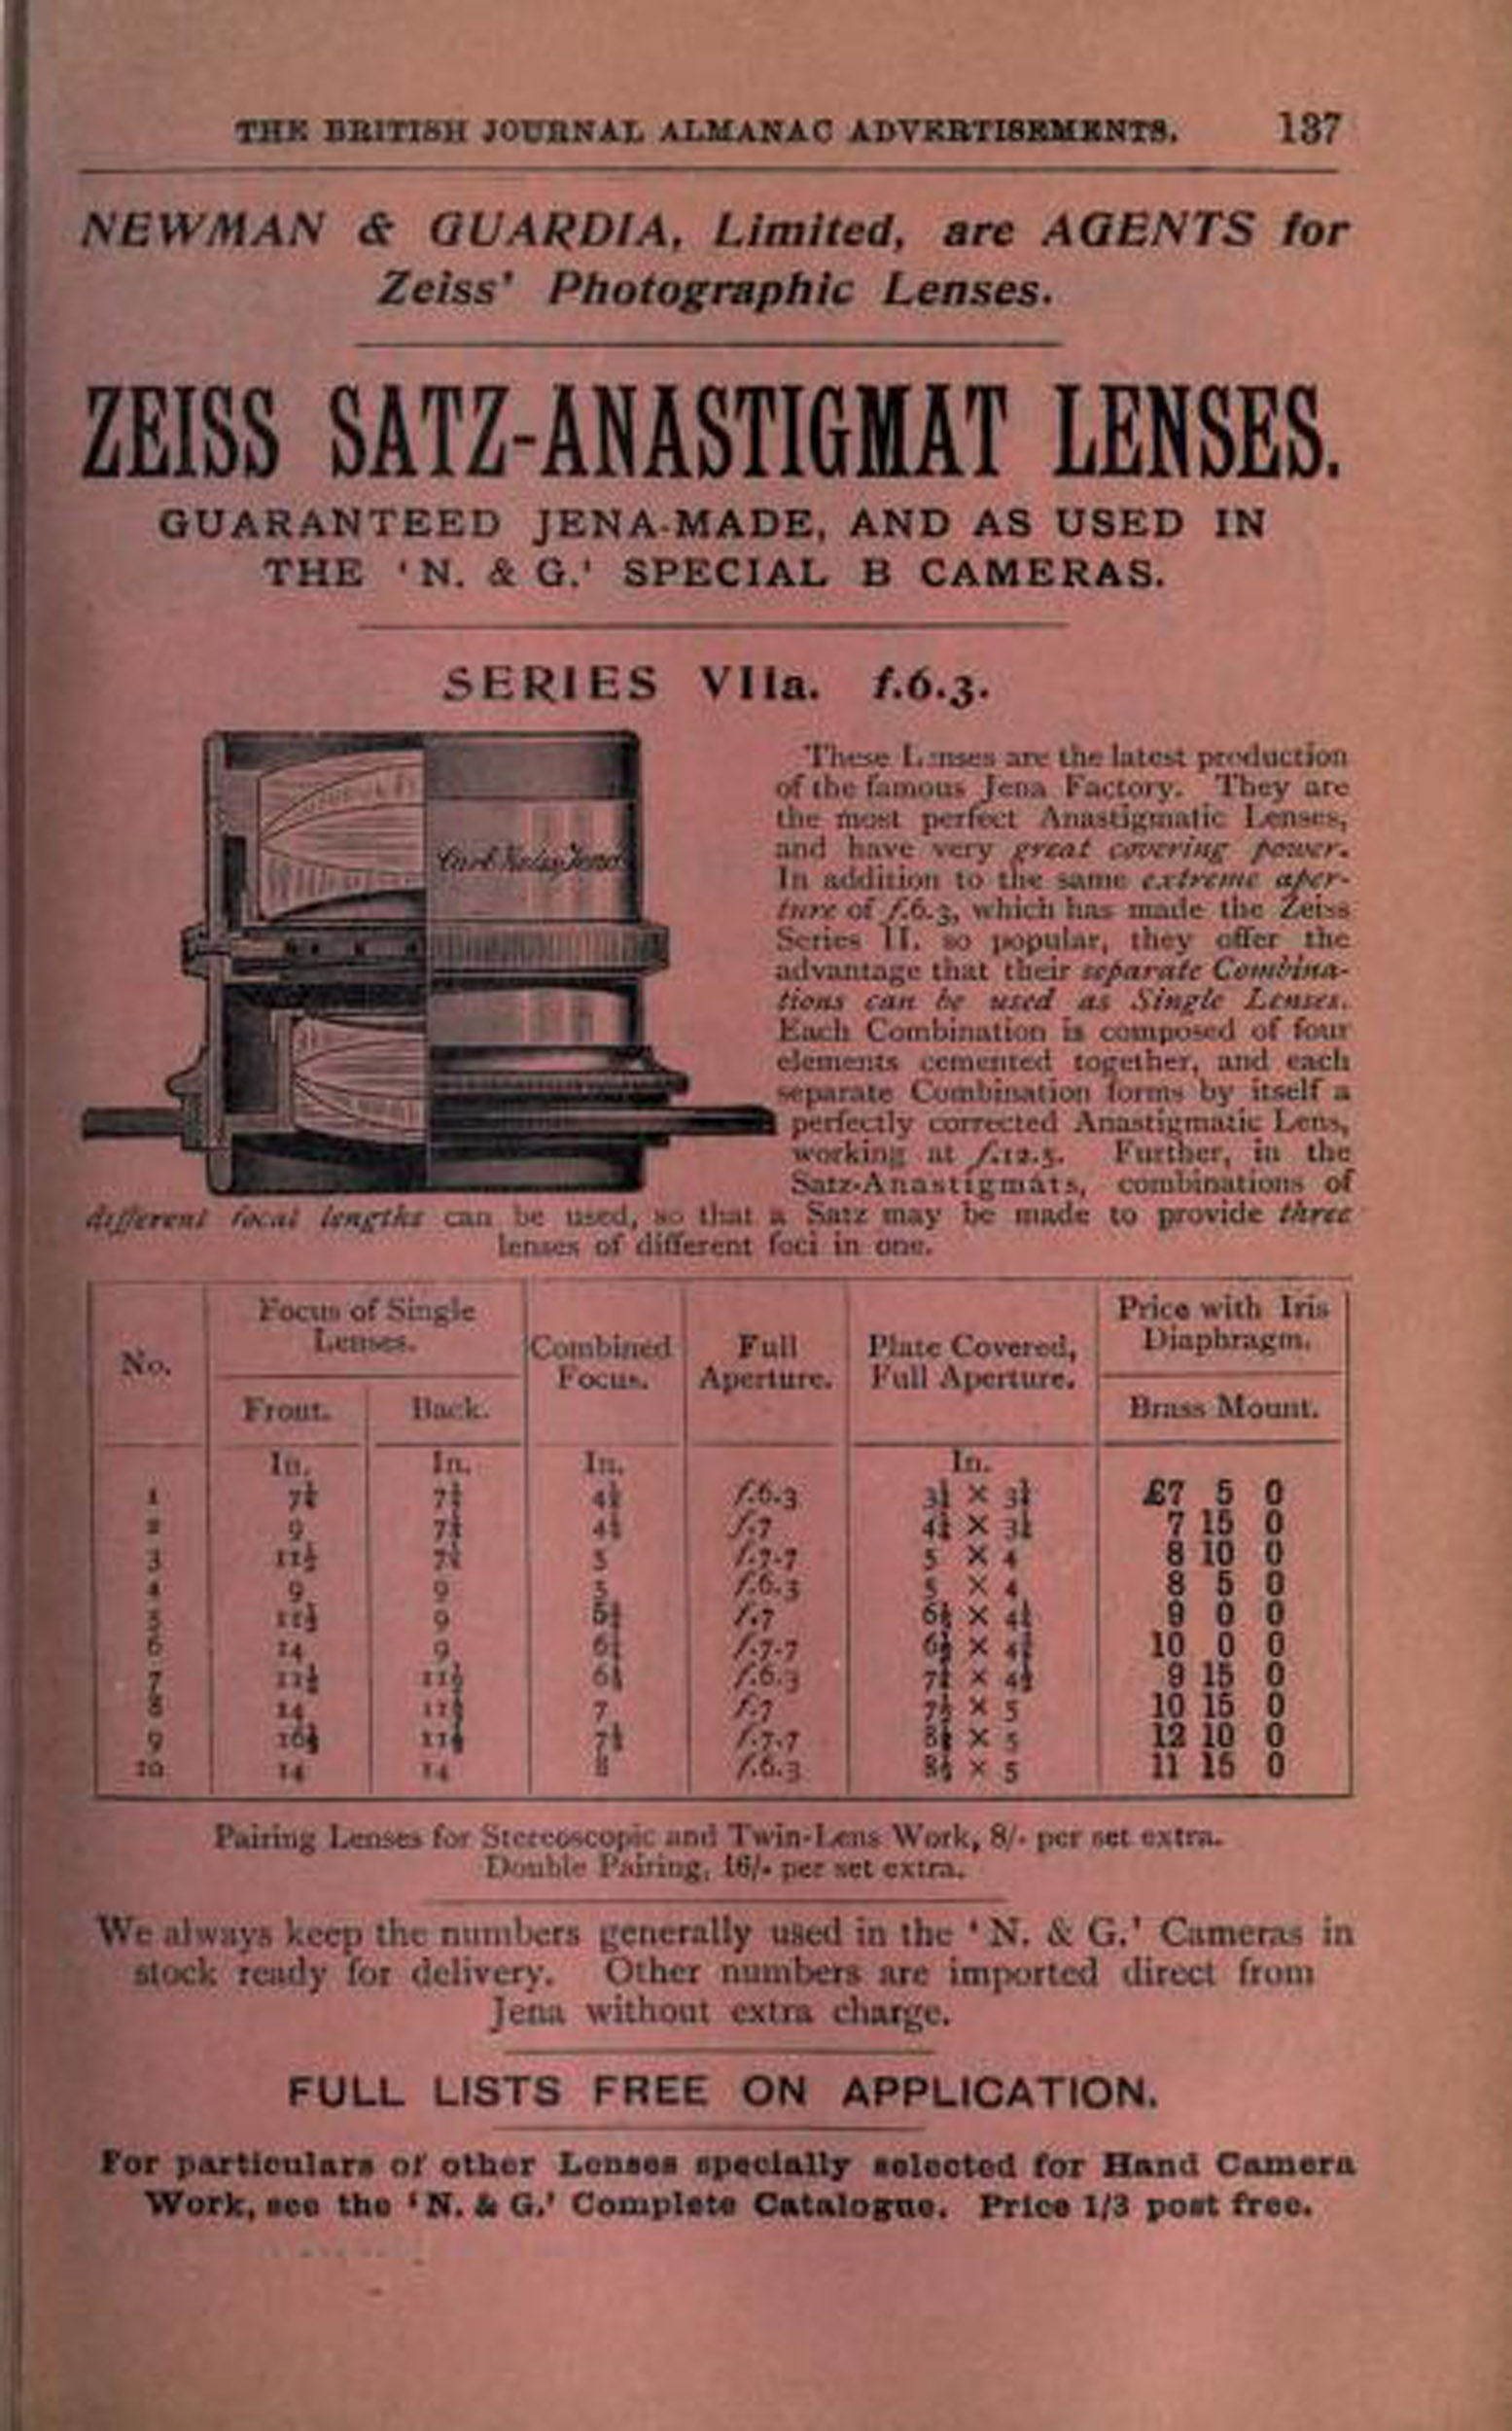 THE BRITISH JOURNAL ALMANAC ADVERTISEMENTS. 137
NEWMAN & GUARDIA, Limited, are AGENTS for
Zeiss' Photographic Lenses.
ZEISS SATZ-ANASTIGMAT LENSES.
GUARANTEED JENA-MADE, AND AS USED IN
THE 'N. & G.' SPECIAL B CAMERAS.
SERIES VIIa. f.6.3.
Carl Zeiss Jena
These Lenses are the latest production
of the famous Jena Factory. They are
the most perfect Anastigmatic Lenses,
and have very great covering power.
In addition to the same extreme aper-
ture of f.6.3, which has made the Zeiss
Series II. so popular, they offer the
advantage that their separate Combina-
tions can be used as Single Lenses.
Each Combination is composed of four
elements cemented together, and each
separate Combination forms by itself a
perfectly corrected Anastigmatic Lens,
working at f.12.5. Further, in the
Satz-Anastigmats, combinations of
different focal lengths can be used, so that a Satz may be made to provide three
lenses of different foci in one.
No. Focus of Single Lenses. Combined Focus. Full Aperture. Plate Covered, Full Aperture. Price with Iris Diaphragm.
Front. Back. Brass Mount.
In. In. In. In.
1 f.6.3 £7 5 0
2 9 f.7 7 15 0
3 5 f.7.7 5 × 4 8 10 0
4 9 9 5 f.6.3 5 × 4 8 5 0
5 9 f.7 9 0 0
6 14 9 f.7.7 10 0 0
7 f.6.3 9 15 0
8 14 7 f.7 10 15 0
9 f.7.7 12 10 0
10 14 14 8 f.6.3 11 15 0
Pairing Lenses for Stereoscopic and Twin-Lens Work, 8/- per set extra.
Double Pairing, 16/- per set extra.
We always keep the numbers generally used in the 'N. & G.' Cameras in
stock ready for delivery. Other numbers are imported direct from
Jena without extra charge.
FULL LISTS FREE ON APPLICATION.
For particulars of other Lenses specially selected for Hand Camera
Work, see the 'N. & G.' Complete Catalogue. Price 1/3 post free.